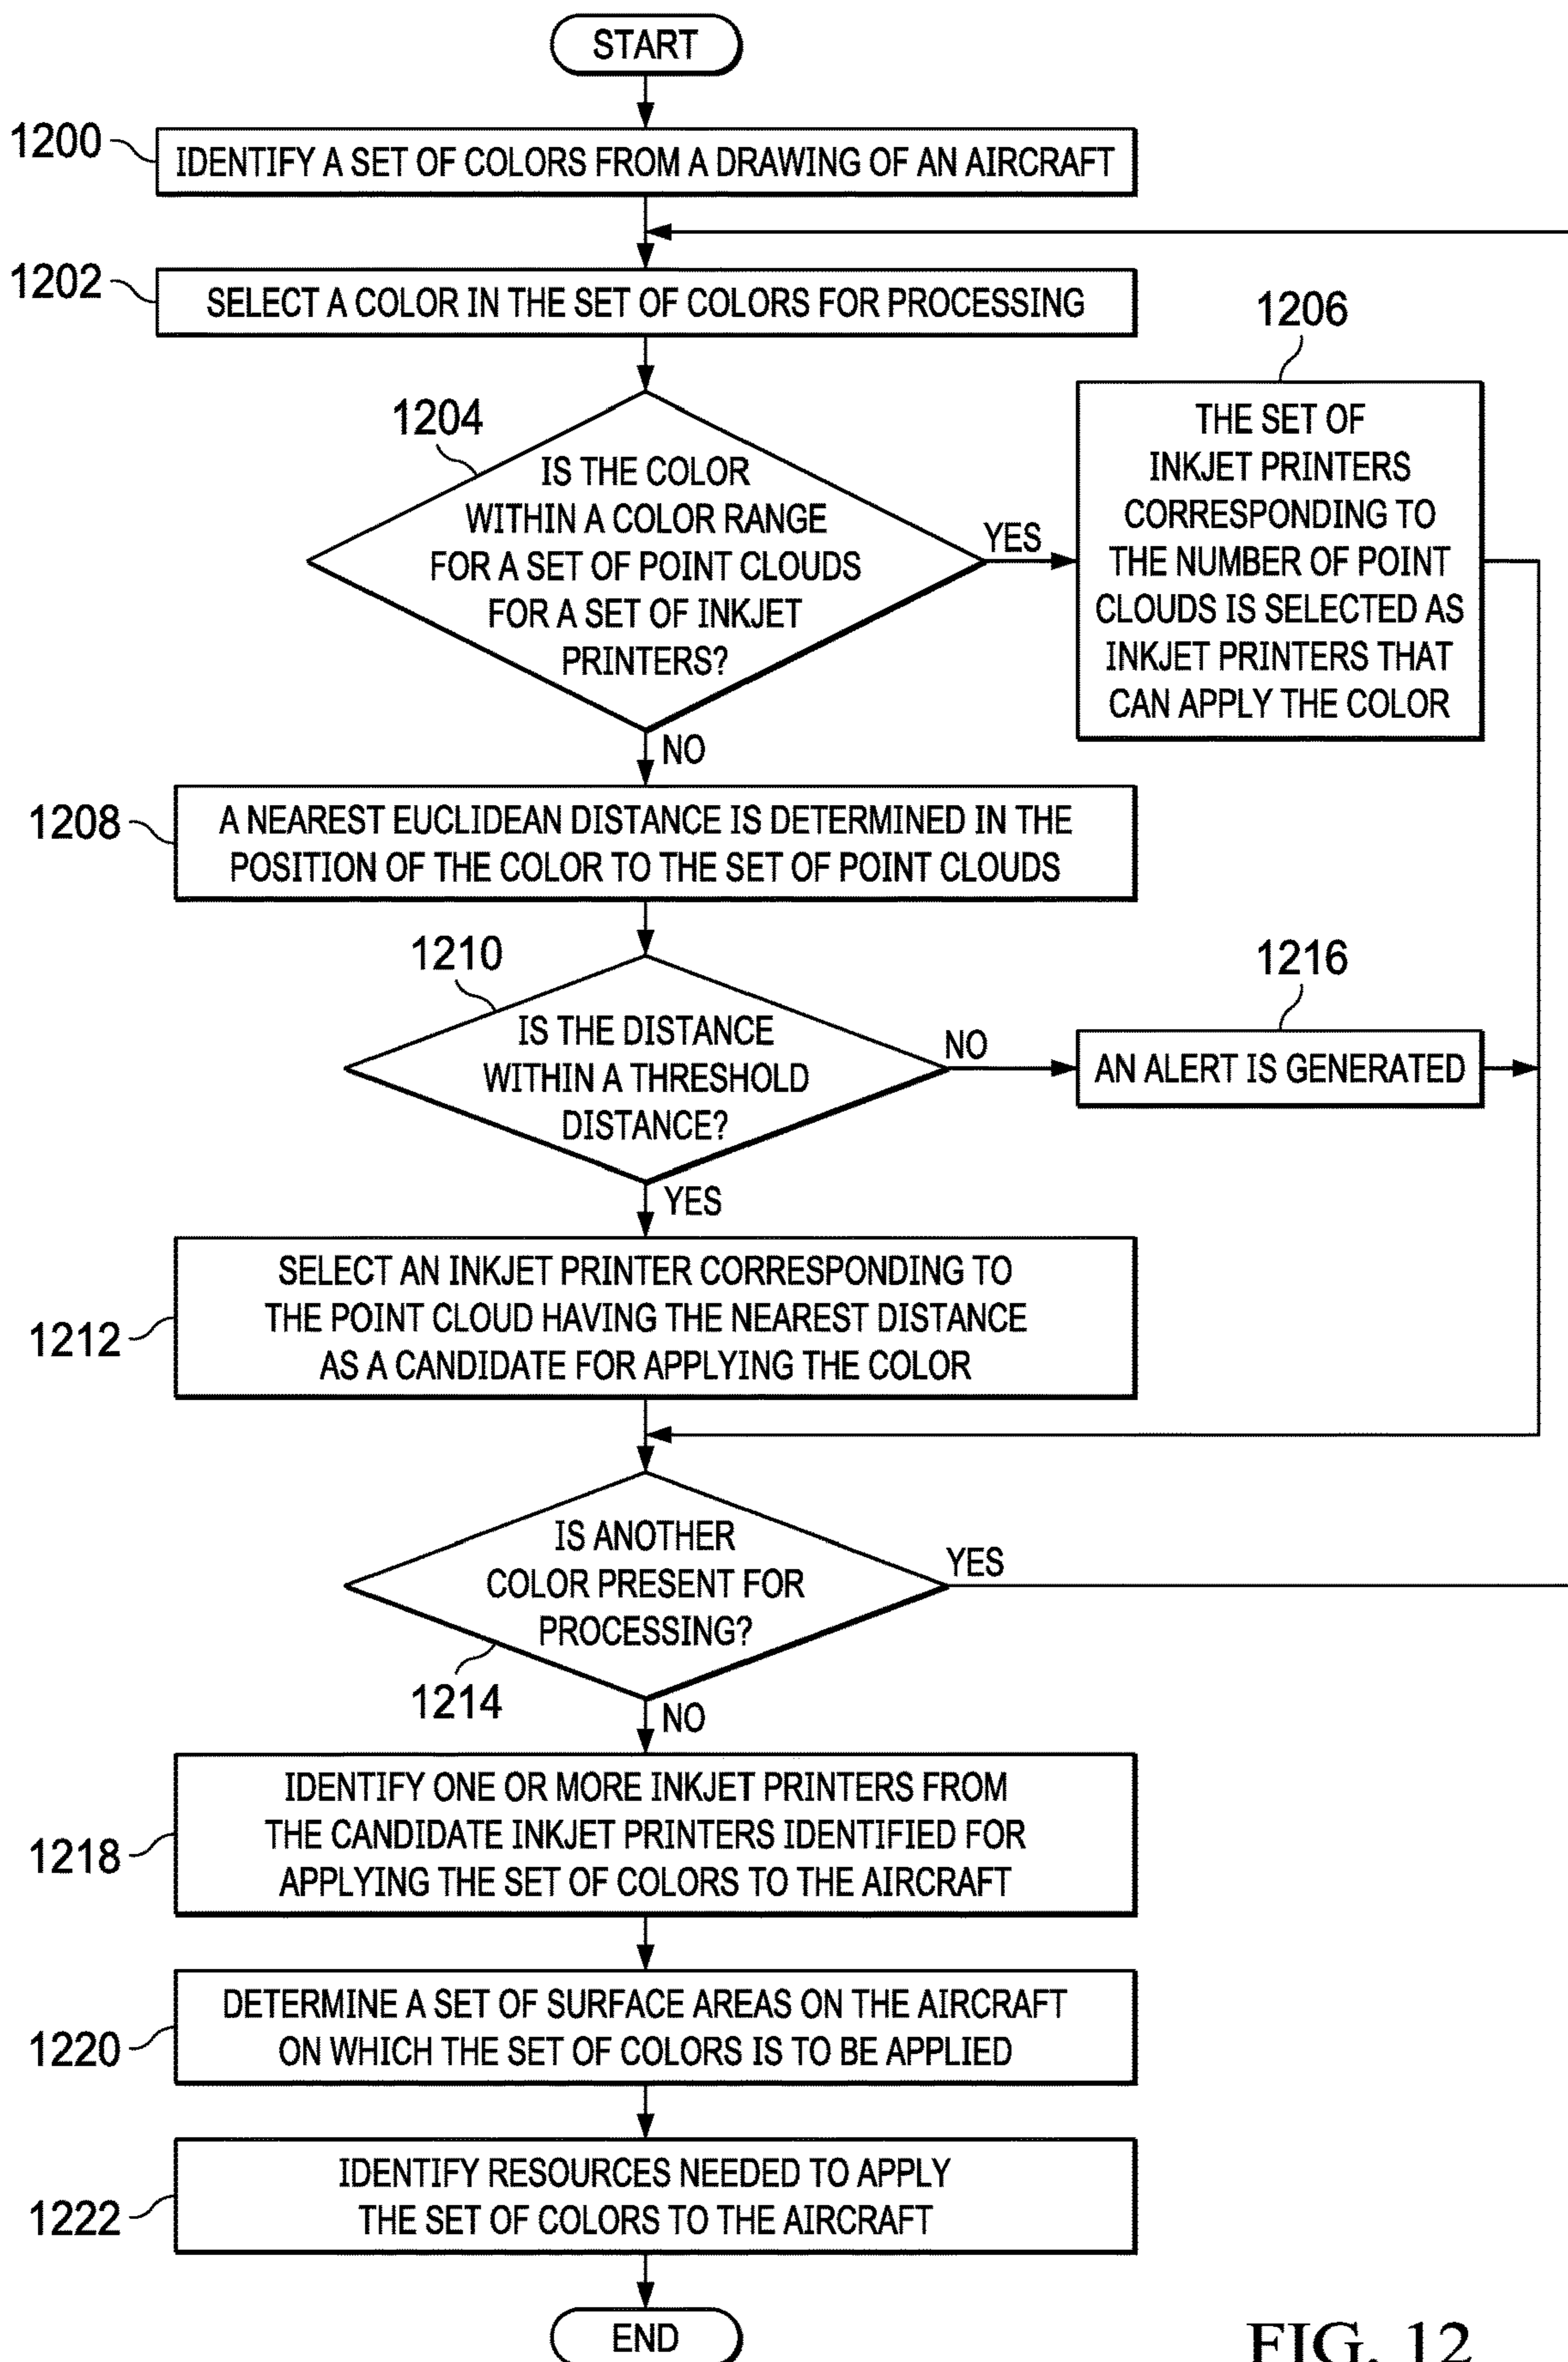 START
1200
IDENTIFY A SET OF COLORS FROM A DRAWING OF AN AIRCRAFT
1202
SELECT A COLOR IN THE SET OF COLORS FOR PROCESSING
1204
IS THE COLOR
WITHIN A COLOR RANGE
FOR A SET OF POINT CLOUDS
FOR A SET OF INKJET
PRINTERS?
YES
1206
THE SET OF
INKJET PRINTERS
CORRESPONDING TO
THE NUMBER OF POINT
CLOUDS IS SELECTED AS
INKJET PRINTERS THAT
CAN APPLY THE COLOR
NO
1208
A NEAREST EUCLIDEAN DISTANCE IS DETERMINED IN THE
POSITION OF THE COLOR TO THE SET OF POINT CLOUDS
1210
IS THE DISTANCE
WITHIN A THRESHOLD
DISTANCE?
NO
1216
AN ALERT IS GENERATED
YES
1212
SELECT AN INKJET PRINTER CORRESPONDING TO
THE POINT CLOUD HAVING THE NEAREST DISTANCE
AS A CANDIDATE FOR APPLYING THE COLOR
IS ANOTHER
COLOR PRESENT FOR
PROCESSING?
YES
1214
NO
1218
IDENTIFY ONE OR MORE INKJET PRINTERS FROM
THE CANDIDATE INKJET PRINTERS IDENTIFIED FOR
APPLYING THE SET OF COLORS TO THE AIRCRAFT
1220
DETERMINE A SET OF SURFACE AREAS ON THE AIRCRAFT
ON WHICH THE SET OF COLORS IS TO BE APPLIED
1222
IDENTIFY RESOURCES NEEDED TO APPLY
THE SET OF COLORS TO THE AIRCRAFT
END
FIG. 12